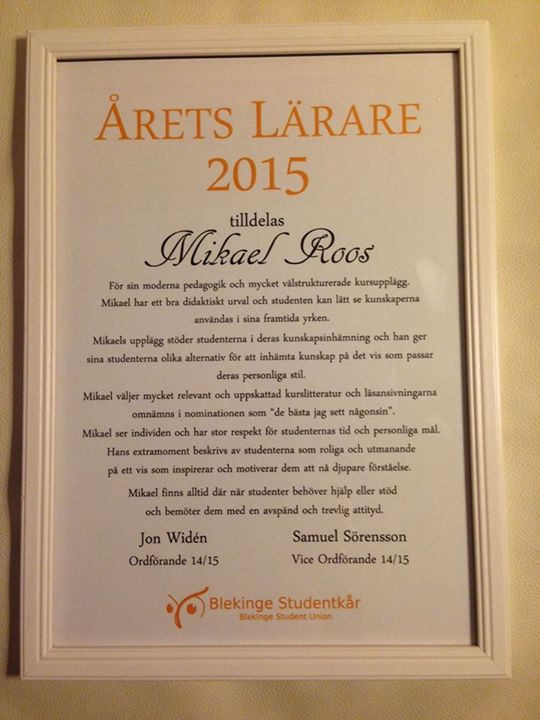 ÅRETS LÄRARE
2015
tilldelas
Mikael Roos
För sin moderna pedagogik och mycket välstrukturerade kursupplägg.
Mikael har ett bra didaktiskt urval och studenten kan lätt se kunskaperna
användas i sina framtida yrken.
Mikaels upplägg stöder studenterna i deras kunskapsinhämning och han ger
sina studenterna olika alternativ för att inhämta kunskap på det vis som passar
deras personliga stil.
Mikael väljer mycket relevant och uppskattad kurslitteratur och läsansivningarna
omnämns i nominationen som "de bästa jag sett någonsin".
Mikael ser individen och har stor respekt för studenternas tid och personliga mål.
Hans extramoment beskrivs av studenterna som roliga och utmanande
på ett vis som inspirerar och motiverar dem att nå djupare förståelse.
Mikael finns alltid där när studenter behöver hjälp eller stöd
och bemöter dem med en avspänd och trevlig attityd.
Jon Widén Samuel Sörensson
Ordförande 14/15 Vice Ordförande 14/15
Blekinge Studentkår
Blekinge Student Union